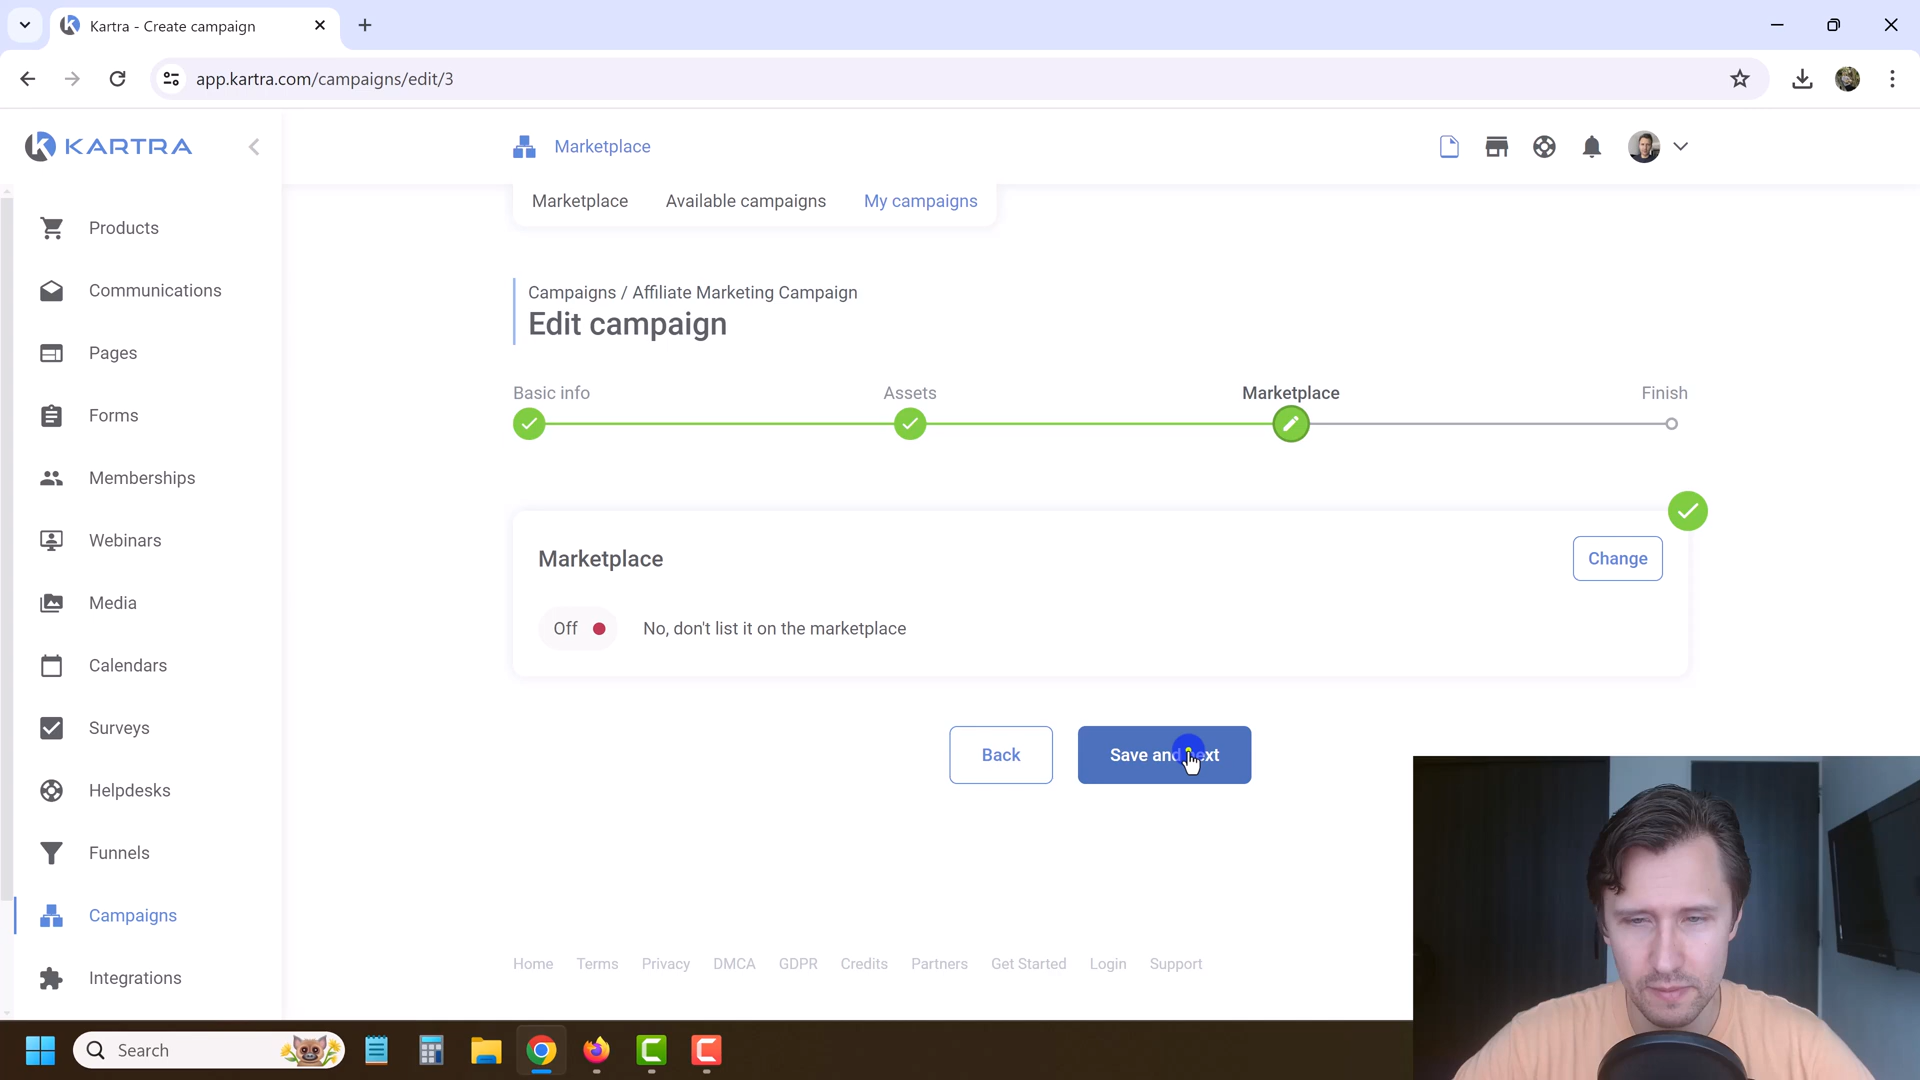 Kartra - Create campaign
app.kartra.com/campaigns/edit/3
KARTRA
Marketplace
Marketplace
Available campaigns
My campaigns
Products
Communications
Pages
Forms
Memberships
Webinars
Media
Calendars
Surveys
Helpdesks
Funnels
Campaigns
Integrations
Campaigns / Affiliate Marketing Campaign
Edit campaign
Basic info
Assets
Marketplace
Finish
Marketplace
Change
Off
No, don't list it on the marketplace
Back
Save and next
Home
Terms
Privacy
DMCA
GDPR
Credits
Partners
Get Started
Login
Support
Search